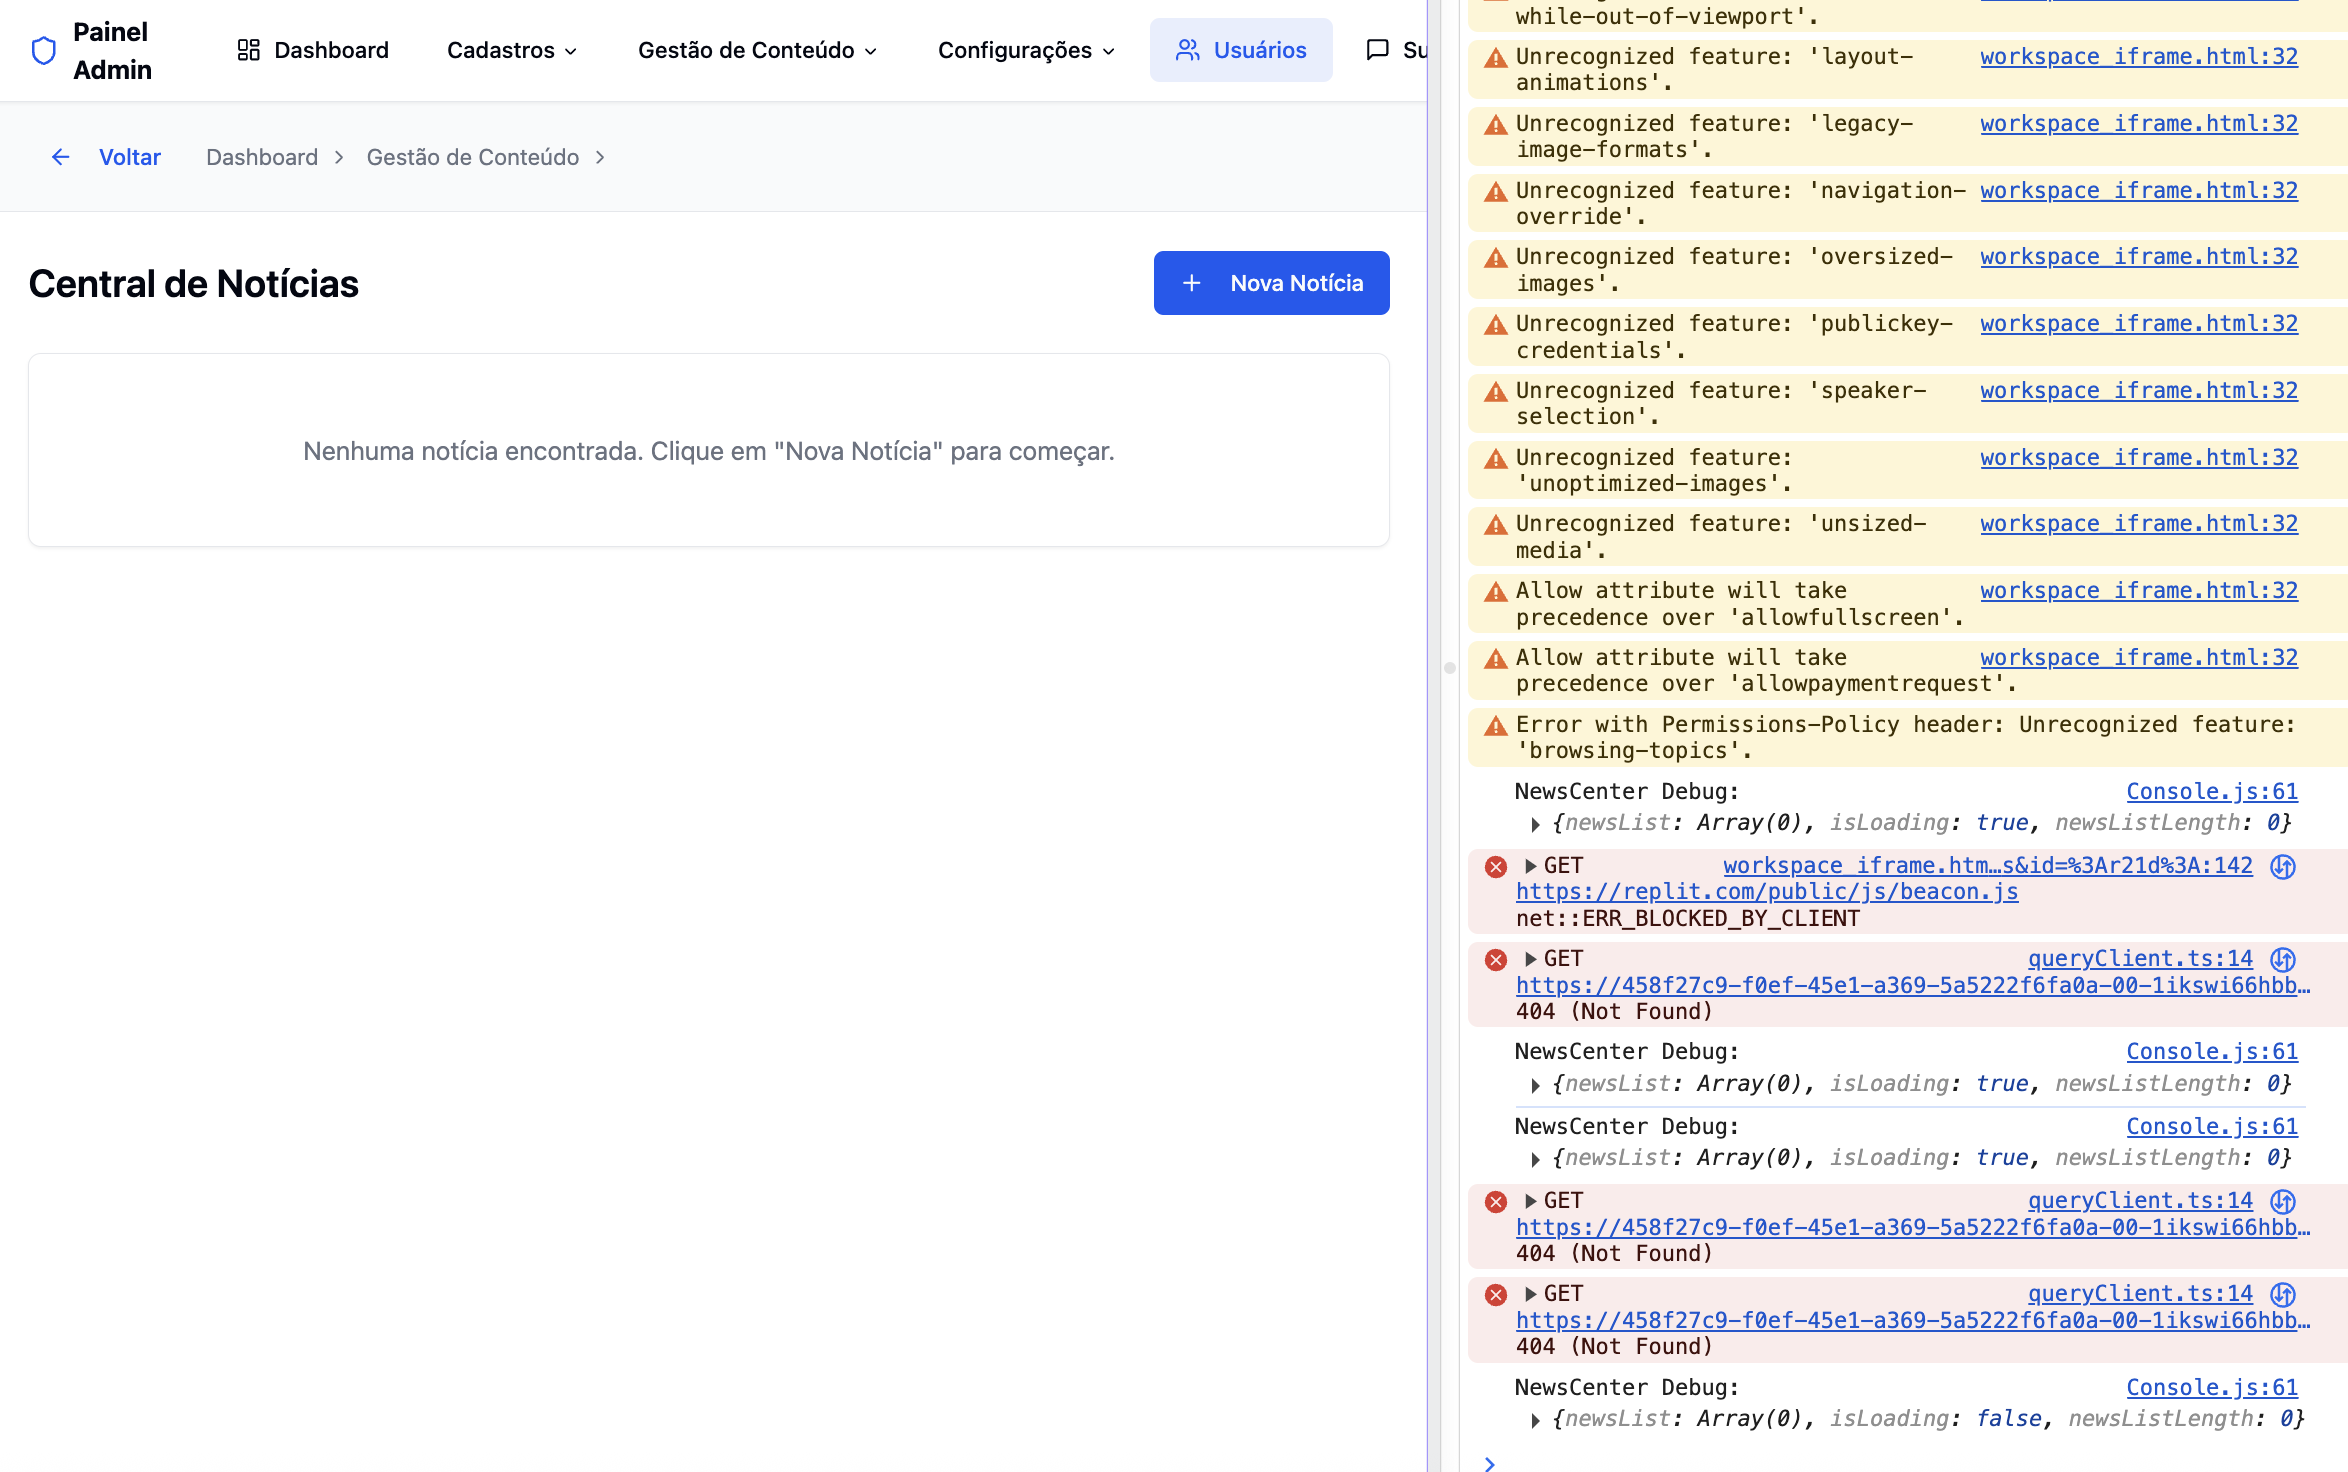 Painel
Admin
Dashboard
Cadastros
Gestão de Conteúdo
Configurações
Usuários
Su
Voltar
Dashboard
Gestão de Conteúdo
Central de Notícias
Nova Notícia
Nenhuma notícia encontrada. Clique em "Nova Notícia" para começar.
while-out-of-viewport'.
Unrecognized feature: 'layout- workspace_iframe.html:32
animations'.
Unrecognized feature: 'legacy- workspace_iframe.html:32
image-formats'.
Unrecognized feature: 'navigation- workspace_iframe.html:32
override'.
Unrecognized feature: 'oversized- workspace_iframe.html:32
images'.
Unrecognized feature: 'publickey- workspace_iframe.html:32
credentials'.
Unrecognized feature: 'speaker- workspace_iframe.html:32
selection'.
Unrecognized feature: workspace_iframe.html:32
'unoptimized-images'.
Unrecognized feature: 'unsized- workspace_iframe.html:32
media'.
Allow attribute will take workspace_iframe.html:32
precedence over 'allowfullscreen'.
Allow attribute will take workspace_iframe.html:32
precedence over 'allowpaymentrequest'.
Error with Permissions-Policy header: Unrecognized feature:
'browsing-topics'.
NewsCenter Debug: Console.js:61
{newsList: Array(0), isLoading: true, newsListLength: 0}
GET workspace_iframe.htm…s&id=%3Ar21d%3A:142
https://replit.com/public/js/beacon.js
net::ERR_BLOCKED_BY_CLIENT
GET queryClient.ts:14
https://458f27c9-f0ef-45e1-a369-5a5222f6fa0a-00-1ikswi66hbb…
404 (Not Found)
NewsCenter Debug: Console.js:61
{newsList: Array(0), isLoading: true, newsListLength: 0}
NewsCenter Debug: Console.js:61
{newsList: Array(0), isLoading: true, newsListLength: 0}
GET queryClient.ts:14
https://458f27c9-f0ef-45e1-a369-5a5222f6fa0a-00-1ikswi66hbb…
404 (Not Found)
GET queryClient.ts:14
https://458f27c9-f0ef-45e1-a369-5a5222f6fa0a-00-1ikswi66hbb…
404 (Not Found)
NewsCenter Debug: Console.js:61
{newsList: Array(0), isLoading: false, newsListLength: 0}